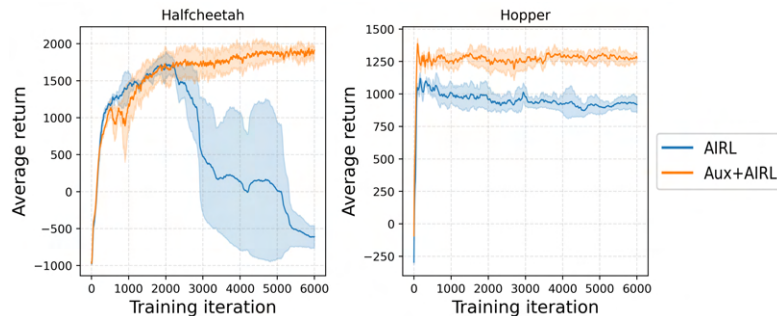 Halfcheetah
Average return
2000
1500
1000
500
0
−500
−1000
0 1000 2000 3000 4000 5000 6000
Training iteration
Hopper
Average return
1500
1250
1000
750
500
250
0
−250
0 1000 2000 3000 4000 5000 6000
Training iteration
AIRL
Aux+AIRL